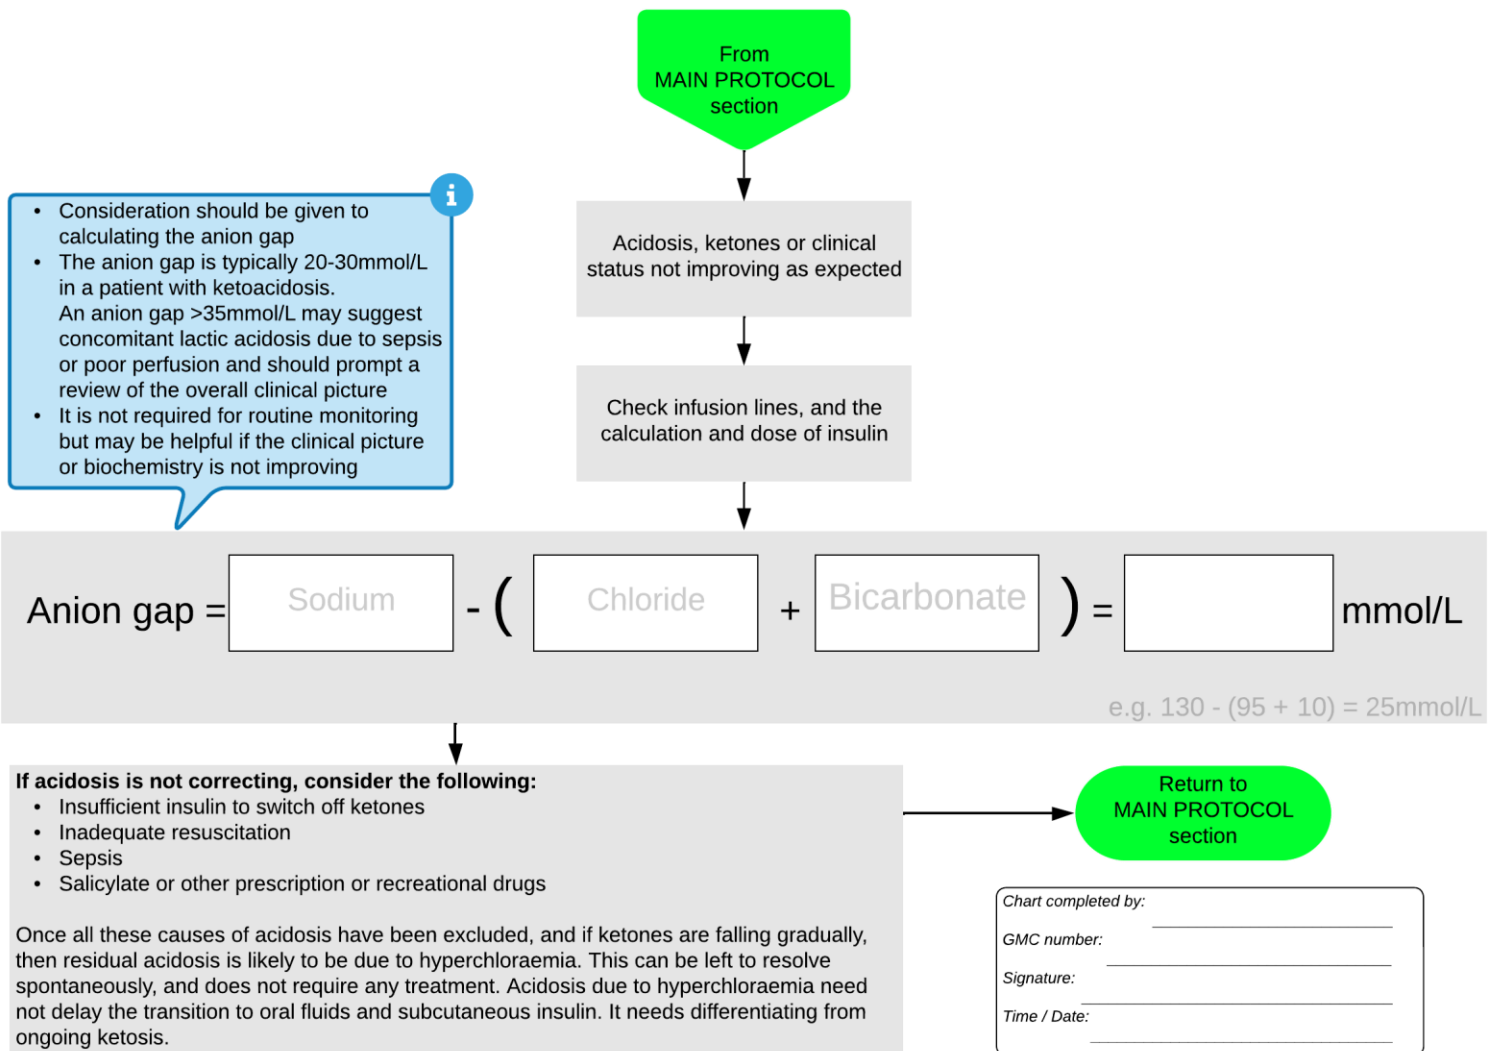 From
MAIN PROTOCOL
section
• Consideration should be given to
calculating the anion gap
• The anion gap is typically 20-30mmol/L
in a patient with ketoacidosis.
An anion gap >35mmol/L may suggest
concomitant lactic acidosis due to sepsis
or poor perfusion and should prompt a
review of the overall clinical picture
• It is not required for routine monitoring
but may be helpful if the clinical picture
or biochemistry is not improving
i
Acidosis, ketones or clinical
status not improving as expected
Check infusion lines, and the
calculation and dose of insulin
Anion gap = Sodium - ( Chloride + Bicarbonate ) = mmol/L
e.g. 130 - (95 + 10) = 25mmol/L
If acidosis is not correcting, consider the following:
• Insufficient insulin to switch off ketones
• Inadequate resuscitation
• Sepsis
• Salicylate or other prescription or recreational drugs
Once all these causes of acidosis have been excluded, and if ketones are falling gradually,
then residual acidosis is likely to be due to hyperchloraemia. This can be left to resolve
spontaneously, and does not require any treatment. Acidosis due to hyperchloraemia need
not delay the transition to oral fluids and subcutaneous insulin. It needs differentiating from
ongoing ketosis.
Return to
MAIN PROTOCOL
section
Chart completed by:
GMC number:
Signature:
Time / Date: